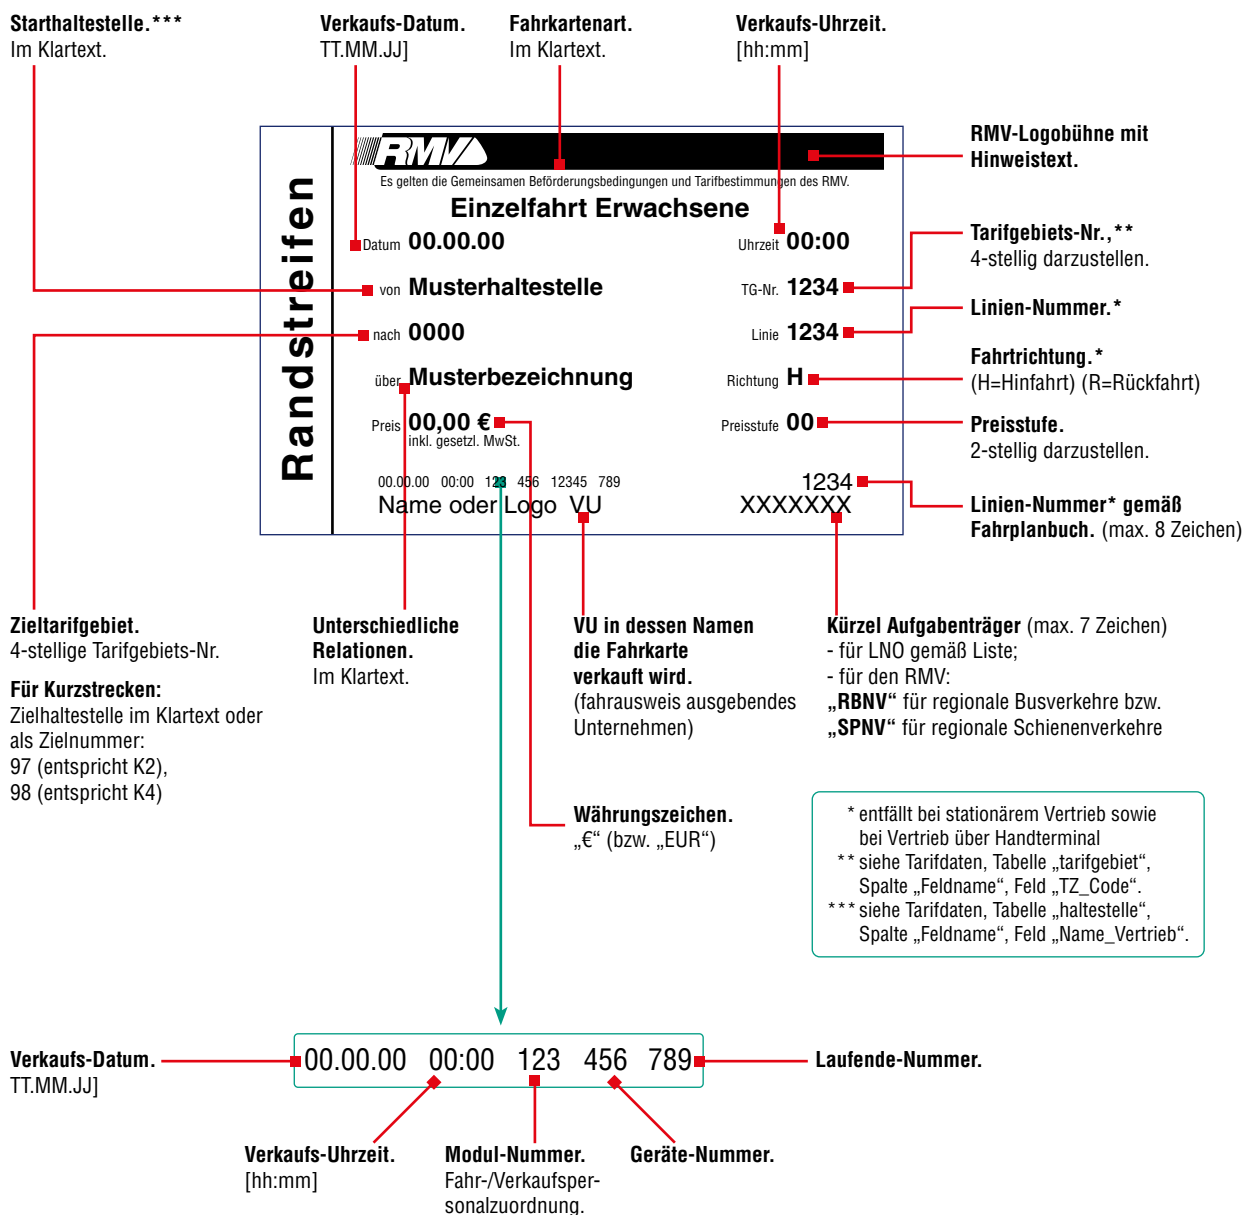 Starthaltestelle.***
Im Klartext.
Verkaufs-Datum.
TT.MM.JJ]
Fahrkartenart.
Im Klartext.
Verkaufs-Uhrzeit.
[hh:mm]
RMV-Logobühne mit
Hinweistext.
Randstreifen
RMV
Es gelten die Gemeinsamen Beförderungsbedingungen und Tarifbestimmungen des RMV.
Einzelfahrt Erwachsene
Datum 00.00.00
Uhrzeit 00:00
von Musterhaltestelle
TG-Nr. 1234
nach 0000
Linie 1234
über Musterbezeichnung
Richtung H
Preis 00,00 €
inkl. gesetzl. MwSt.
Preisstufe 00
00.00.00 00:00 123 456 12345 789
1234
Name oder Logo VU
XXXXXXX
Tarifgebiets-Nr.,**
4-stellig darzustellen.
Linien-Nummer.*
Fahrtrichtung.*
(H=Hinfahrt) (R=Rückfahrt)
Preisstufe.
2-stellig darzustellen.
Linien-Nummer* gemäß
Fahrplanbuch. (max. 8 Zeichen)
Zieltarifgebiet.
4-stellige Tarifgebiets-Nr.
Für Kurzstrecken:
Zielhaltestelle im Klartext oder
als Zielnummer:
97 (entspricht K2),
98 (entspricht K4)
Unterschiedliche
Relationen.
Im Klartext.
VU in dessen Namen
die Fahrkarte
verkauft wird.
(fahrausweis ausgebendes
Unternehmen)
Kürzel Aufgabenträger (max. 7 Zeichen)
- für LNO gemäß Liste;
- für den RMV:
„RBNV“ für regionale Busverkehre bzw.
„SPNV“ für regionale Schienenverkehre
Währungszeichen.
„€“ (bzw. „EUR“)
* entfällt bei stationärem Vertrieb sowie
bei Vertrieb über Handterminal
** siehe Tarifdaten, Tabelle „tarifgebiet“,
Spalte „Feldname“, Feld „TZ_Code“.
*** siehe Tarifdaten, Tabelle „haltestelle“,
Spalte „Feldname“, Feld „Name_Vertrieb“.
Verkaufs-Datum.
TT.MM.JJ]
00.00.00 00:00 123 456 789
Laufende-Nummer.
Verkaufs-Uhrzeit.
[hh:mm]
Modul-Nummer.
Fahr-/Verkaufsper-
sonalzuordnung.
Geräte-Nummer.